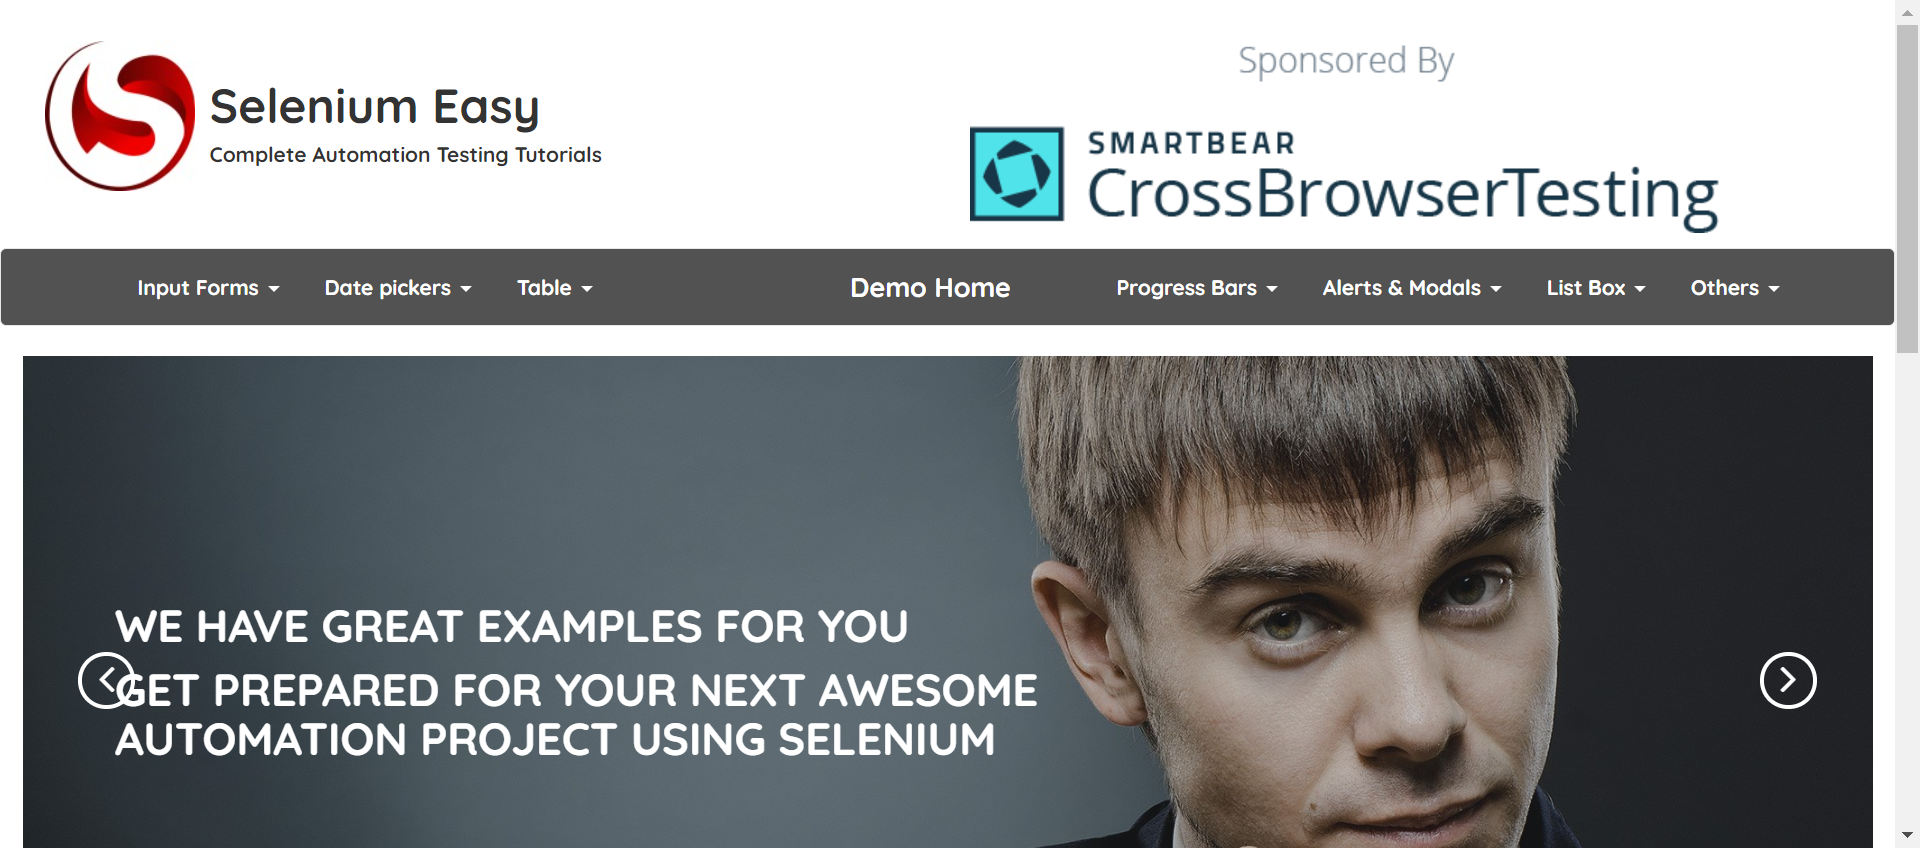 Selenium Easy
Complete Automation Testing Tutorials
Sponsored By
SMARTBEAR
CrossBrowserTesting
Input Forms Date pickers Table Demo Home Progress Bars Alerts & Modals List Box Others
WE HAVE GREAT EXAMPLES FOR YOU
GET PREPARED FOR YOUR NEXT AWESOME
AUTOMATION PROJECT USING SELENIUM